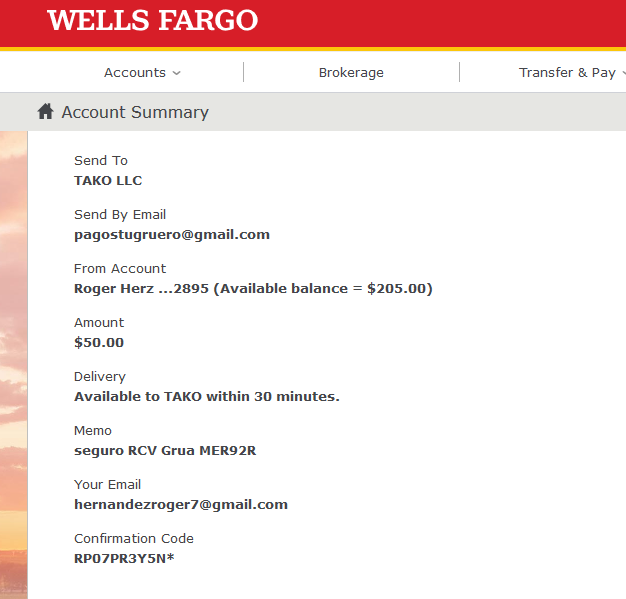 WELLS FARGO
Accounts Brokerage Transfer & Pay
Account Summary
Send To
TAKO LLC
Send By Email
pagostugruero@gmail.com
From Account
Roger Herz ...2895 (Available balance = $205.00)
Amount
$50.00
Delivery
Available to TAKO within 30 minutes.
Memo
seguro RCV Grua MER92R
Your Email
hernandezroger7@gmail.com
Confirmation Code
RP07PR3Y5N*